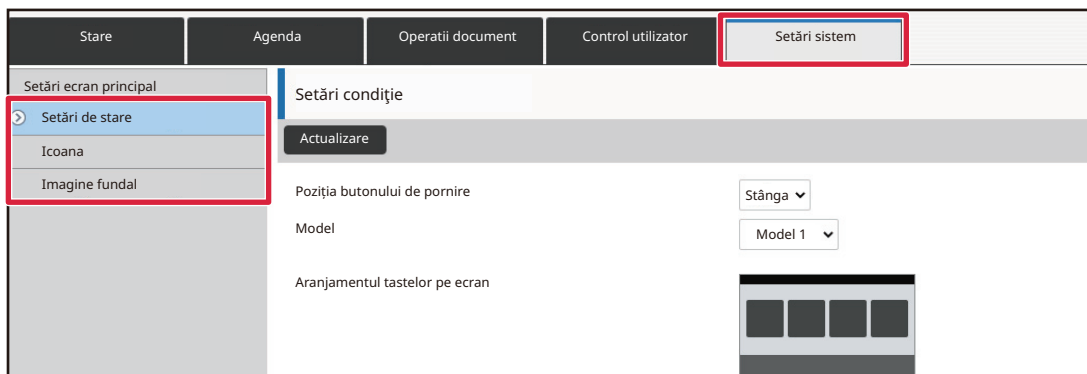 Stare
Agenda
Operatii document
Control utilizator
Setări sistem
Setări ecran principal
Setări de stare
Icoana
Imagine fundal
Setări condiţie
Actualizare
Poziția butonului de pornire
Stânga
Model
Model 1
Aranjamentul tastelor pe ecran